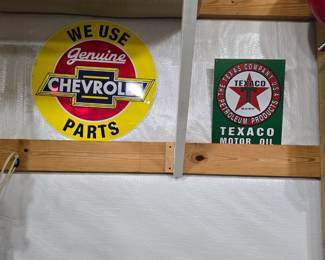 WE USE
Genuine
CHEVROLE
PARTS
THE TEXAS COMPANY U.S.A.
TEXACO
PETROLEUM PRODUCTS
TEXACO
MOTOR OIL